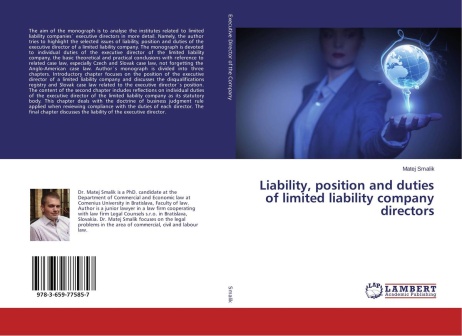 The aim of the monograph is to analyse the institutes related to limited
liability companies´ executive directors in more detail. Namely, the author
tries to highlight the selected issues of liability, position and duties of the
executive director of a limited liability company. The monograph is devoted
to individual duties of the executive director of the limited liability
company, the basic theoretical and practical conclusions with reference to
related case law, especially Czech and Slovak case law, not forgetting the
Anglo-American case law. Author´s monograph is divided into three
chapters. Introductory chapter focuses on the position of the executive
director of a limited liability company and discusses the disqualifications
registry and Slovak case law related to the executive director´s position.
The content of the second chapter includes reflections on individual duties
of the executive director of the limited liability company as its statutory
body. This chapter deals with the doctrine of business judgment rule
applied when reviewing compliance with the duties of each director. The
final chapter discusses the liability of the executive director.
Dr. Matej Smalik is a PhD. candidate at the
Department of Commercial and Economic law at
Comenius University in Bratislava, Faculty of law.
Author is a junior lawyer in a law firm cooperating
with law firm Legal Counsels s.r.o. in Bratislava,
Slovakia. Dr. Matej Smalik focuses on the legal
problems in the area of commercial, civil and labour
law.
978-3-659-77585-7
Executive Director of the Company
Smalik
Matej Smalik
Liability, position and duties
of limited liability company
directors
LAMBERT
Academic Publishing